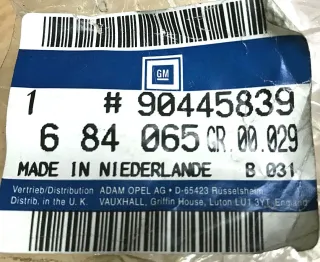 GM
1 # 90445839
6 84 065 GR.00.029
MADE IN NIEDERLANDE B 031
Vertrieb/Distribution ADAM OPEL AG • D-65423 Rüsselsheim
Distrib. in the U.K. VAUXHALL, Griffin House, Luton LU1 3YT, England